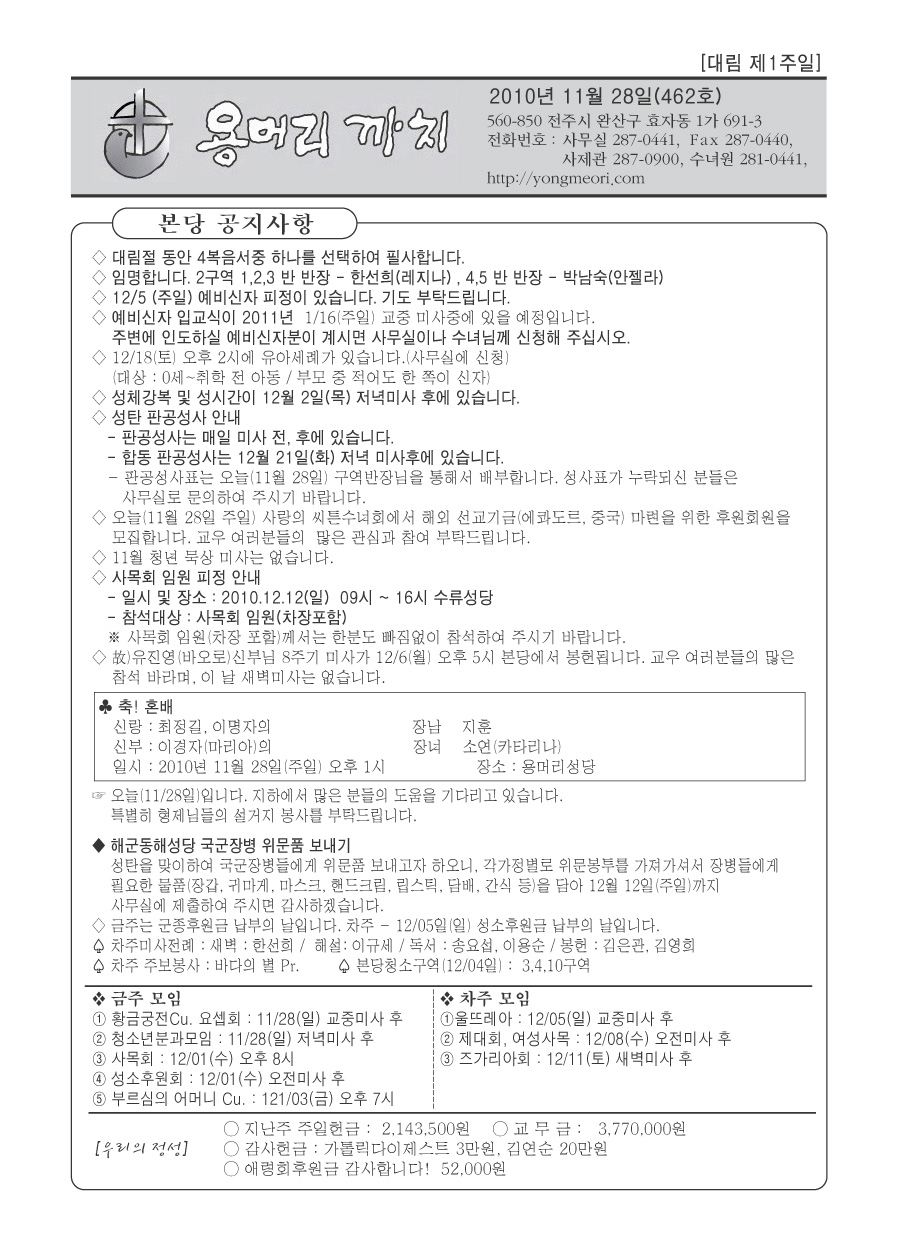 [대림 제1주일]
용머리 까치
2010년 11월 28일(462호)
560-850 전주시 완산구 효자동 1가 691-3
전화번호 : 사무실 287-0441, Fax 287-0440,
사제관 287-0900, 수녀원 281-0441,
http://yongmeori.com
본당 공지사항
◇ 대림절 동안 4복음서중 하나를 선택하여 필사합니다.
◇ 임명합니다. 2구역 1,2,3 반 반장 - 한선희(레지나) , 4,5 반 반장 - 박남숙(안젤라)
◇ 12/5 (주일) 예비신자 피정이 있습니다. 기도 부탁드립니다.
◇ 예비신자 입교식이 2011년 1/16(주일) 교중 미사중에 있을 예정입니다.
주변에 인도하실 예비신자분이 계시면 사무실이나 수녀님께 신청해 주십시오.
◇ 12/18(토) 오후 2시에 유아세례가 있습니다.(사무실에 신청)
(대상 : 0세~취학 전 아동 / 부모 중 적어도 한 쪽이 신자)
◇ 성체강복 및 성시간이 12월 2일(목) 저녁미사 후에 있습니다.
◇ 성탄 판공성사 안내
- 판공성사는 매일 미사 전, 후에 있습니다.
- 합동 판공성사는 12월 21일(화) 저녁 미사후에 있습니다.
- 판공성사표는 오늘(11월 28일) 구역반장님을 통해서 배부합니다. 성사표가 누락되신 분들은
사무실로 문의하여 주시기 바랍니다.
◇ 오늘(11월 28일 주일) 사랑의 씨튼수녀회에서 해외 선교기금(에콰도르, 중국) 마련을 위한 후원회원을
모집합니다. 교우 여러분들의 많은 관심과 참여 부탁드립니다.
◇ 11월 청년 묵상 미사는 없습니다.
◇ 사목회 임원 피정 안내
- 일시 및 장소 : 2010.12.12(일) 09시 ~ 16시 수류성당
- 참석대상 : 사목회 임원(차장포함)
※ 사목회 임원(차장 포함)께서는 한분도 빠짐없이 참석하여 주시기 바랍니다.
◇ 故)유진영(바오로)신부님 8주기 미사가 12/6(월) 오후 5시 본당에서 봉헌됩니다. 교우 여러분들의 많은
참석 바라며, 이 날 새벽미사는 없습니다.
♣ 축! 혼배
신랑 : 최정길, 이명자의 장남 지훈
신부 : 이경자(마리아)의 장녀 소연(카타리나)
일시 : 2010년 11월 28일(주일) 오후 1시 장소 : 용머리성당
☞ 오늘(11/28일)입니다. 지하에서 많은 분들의 도움을 기다리고 있습니다.
특별히 형제님들의 설거지 봉사를 부탁드립니다.
◆ 해군동해성당 국군장병 위문품 보내기
성탄을 맞이하여 국군장병들에게 위문품 보내고자 하오니, 각가정별로 위문봉투를 가져가셔서 장병들에게
필요한 물품(장갑, 귀마게, 마스크, 핸드크림, 립스틱, 담배, 간식 등)을 담아 12월 12일(주일)까지
사무실에 제출하여 주시면 감사하겠습니다.
◇ 금주는 군종후원금 납부의 날입니다. 차주 - 12/05일(일) 성소후원금 납부의 날입니다.
♤ 차주미사전례 : 새벽 : 한선희 / 해설: 이규세 / 독서 : 송요섭, 이용순 / 봉헌 : 김은관, 김영희
♤ 차주 주보봉사 : 바다의 별 Pr. ♤ 본당청소구역(12/04일) : 3,4,10구역
❖ 금주 모임
① 황금궁전Cu. 요셉회 : 11/28(일) 교중미사 후
② 청소년분과모임 : 11/28(일) 저녁미사 후
③ 사목회 : 12/01(수) 오후 8시
④ 성소후원회 : 12/01(수) 오전미사 후
⑤ 부르심의 어머니 Cu. : 121/03(금) 오후 7시
❖ 차주 모임
①울뜨레아 : 12/05(일) 교중미사 후
② 제대회, 여성사목 : 12/08(수) 오전미사 후
③ 즈가리아회 : 12/11(토) 새벽미사 후
[우리의 정성]
○ 지난주 주일헌금 : 2,143,500원 ○ 교 무 금 : 3,770,000원
○ 감사헌금 : 가톨릭다이제스트 3만원, 김연순 20만원
○ 애령회후원금 감사합니다! 52,000원